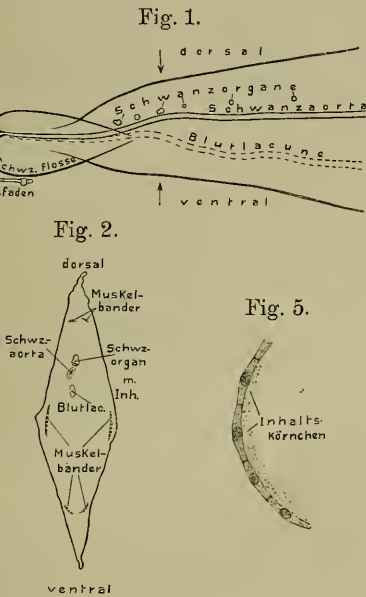 Fig. 1.
dorsal
Schwanzorgane
Schwanzaorta
Blutlacune
Schwz. flosse
faden
ventral
Fig. 2.
dorsal
Muskel-
bänder
Schwz-
aorta
Schwz-
organ
m.
Inh.
Blutlac.
Muskel-
bänder
ventral
Fig. 5.
Inhalts-
Körnchen